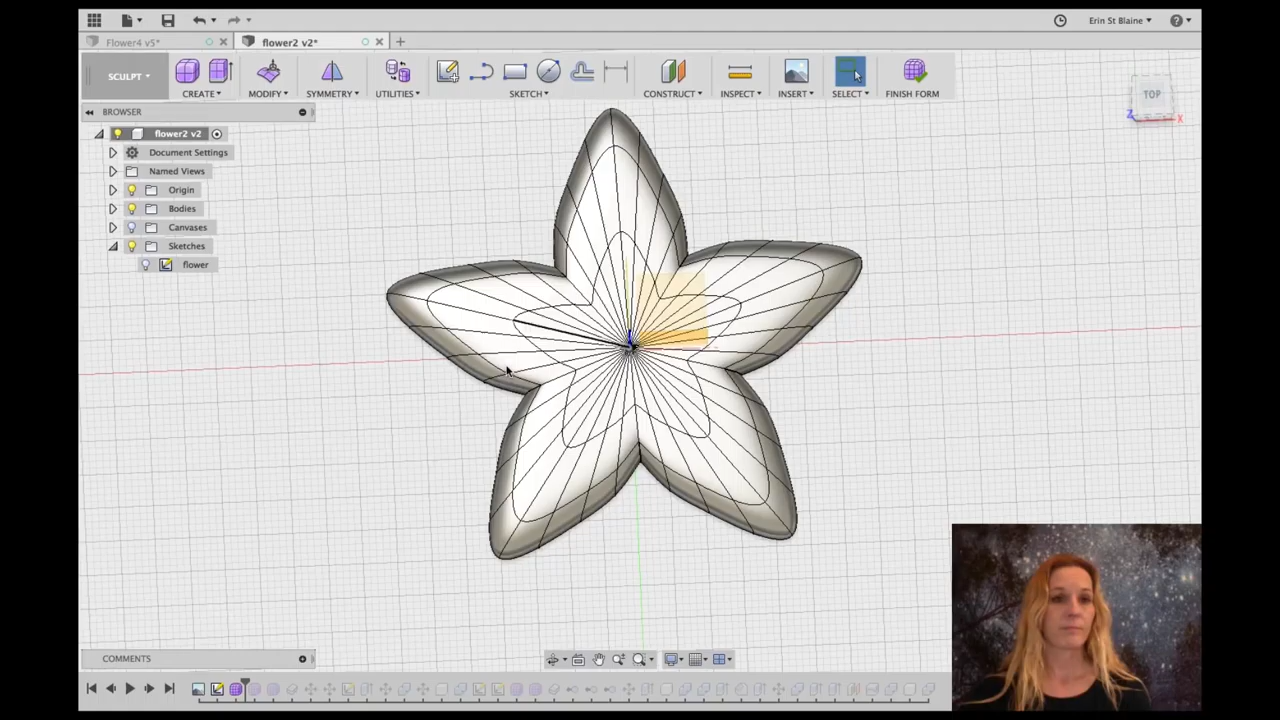 Erin St Blaine
Flower4 v5*
flower2 v2*
SCULPT
CREATE
MODIFY
SYMMETRY
UTILITIES
SKETCH
CONSTRUCT
INSPECT
INSERT
SELECT
FINISH FORM
TOP
Z
X
BROWSER
flower2 v2
Document Settings
Named Views
Origin
Bodies
Canvases
Sketches
flower
COMMENTS